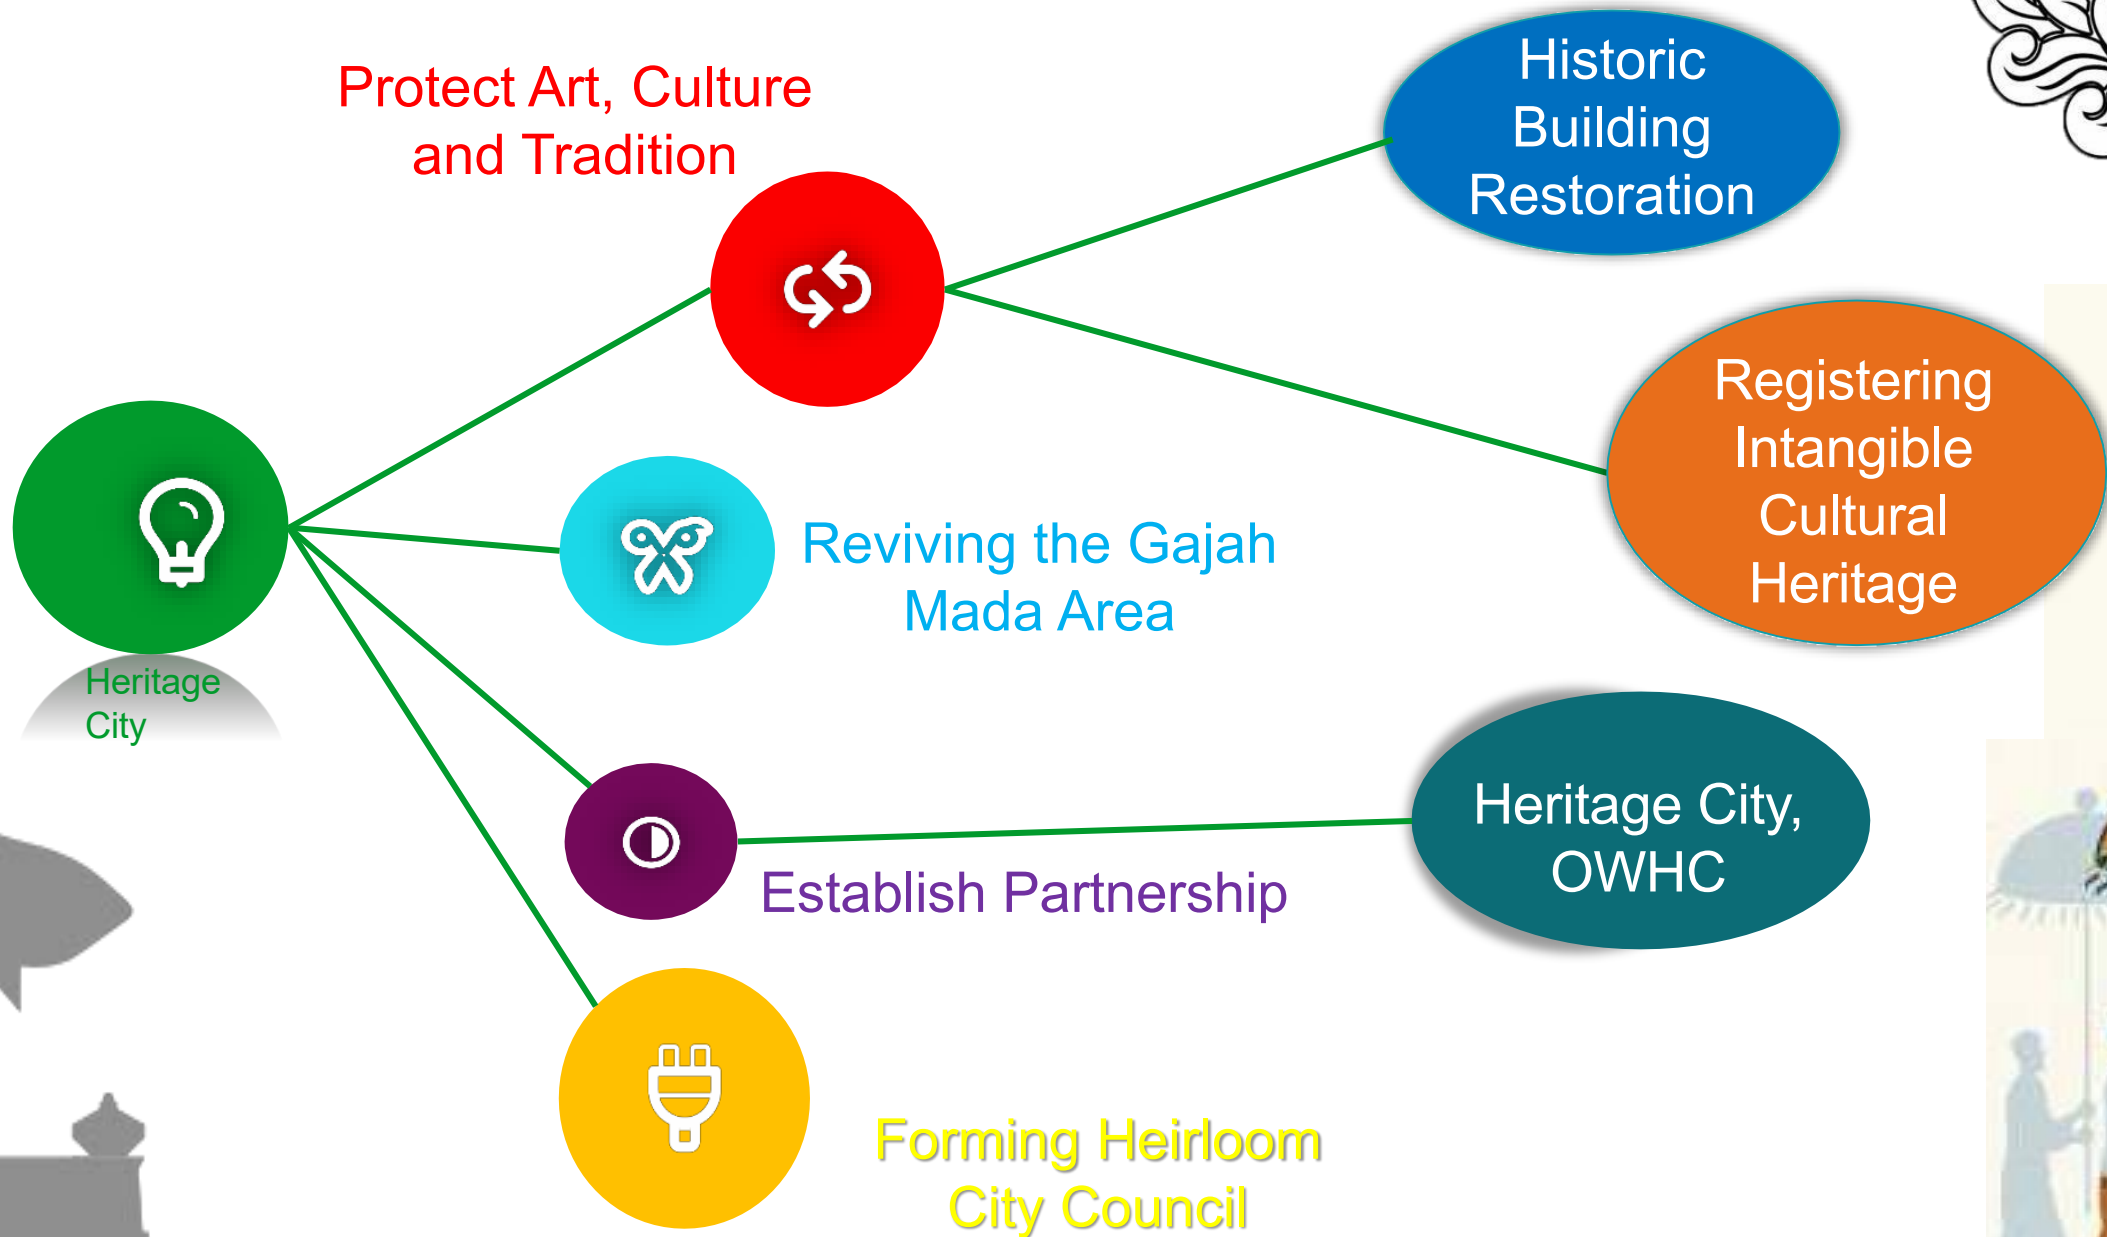 Protect Art, Culture
and Tradition
Historic
Building
Restoration
Registering
Intangible
Cultural
Heritage
Reviving the Gajah
Mada Area
Heritage
City
Heritage City,
OWHC
Establish Partnership
Forming Heirloom
City Council